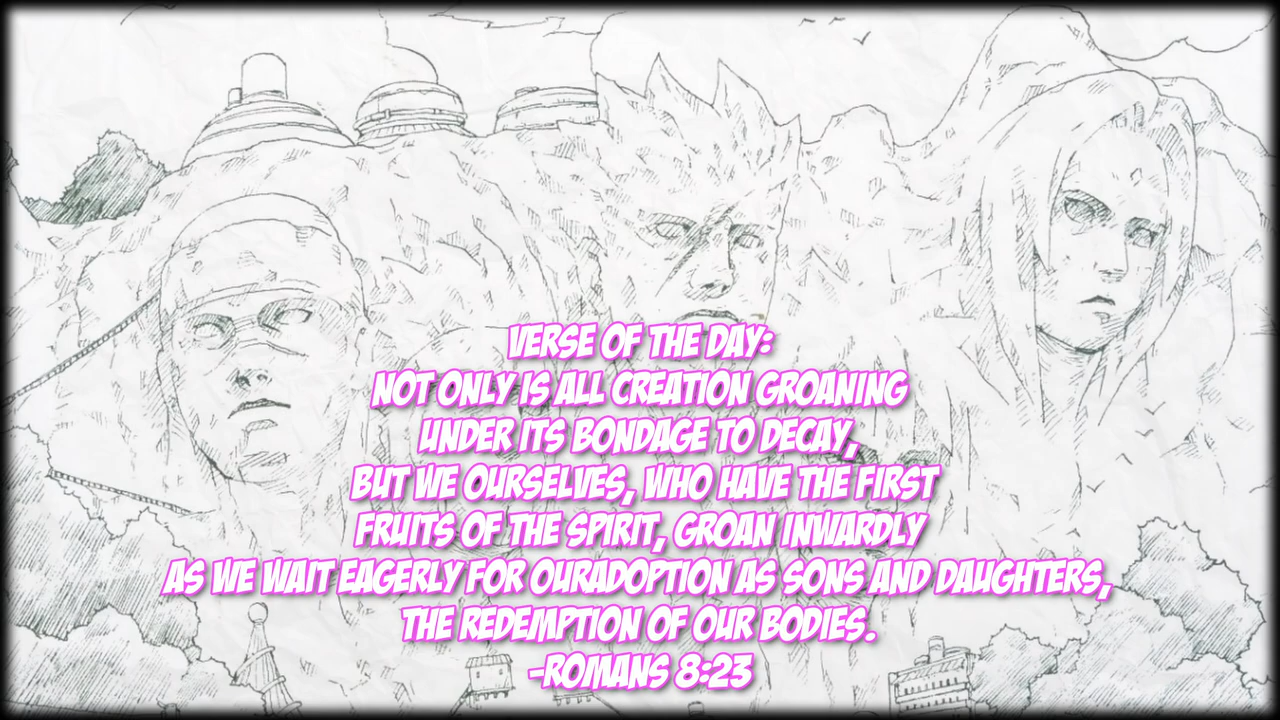 VERSE OF THE DAY:
NOT ONLY IS ALL CREATION GROANING
UNDER ITS BONDAGE TO DECAY,
BUT WE OURSELVES, WHO HAVE THE FIRST
FRUITS OF THE SPIRIT, GROAN INWARDLY
AS WE WAIT EAGERLY FOR OURADOPTION AS SONS AND DAUGHTERS,
THE REDEMPTION OF OUR BODIES.
-ROMANS 8:23